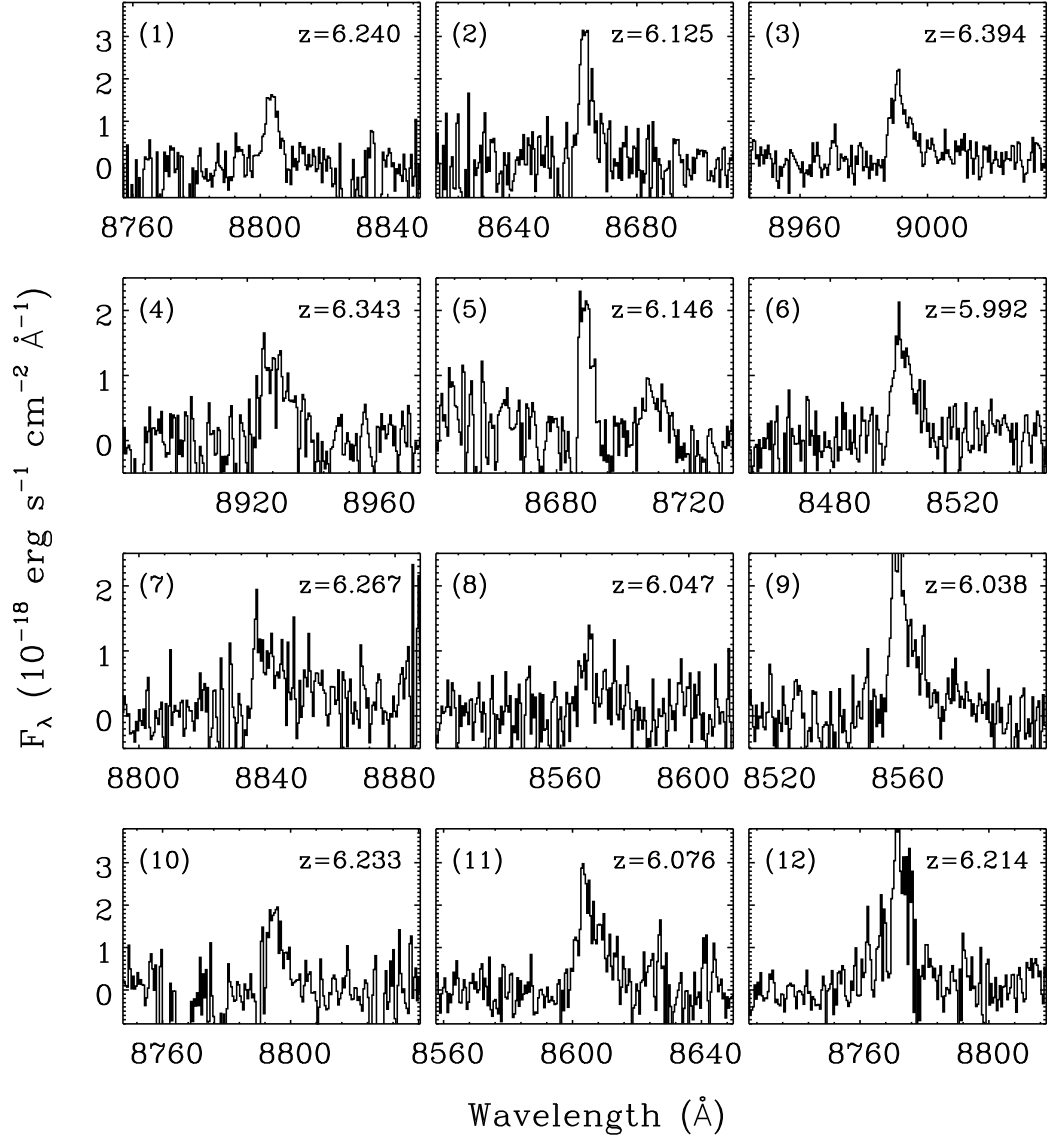 (1) z=6.240
(2) z=6.125
(3) z=6.394
3
2
1
0
8760 8800 8840
8640 8680
8960 9000
(4) z=6.343
(5) z=6.146
(6) z=5.992
2
1
0
8920 8960
8680 8720
8480 8520
(7) z=6.267
(8) z=6.047
(9) z=6.038
2
1
0
8800 8840 8880
8560 8600
8520 8560
(10) z=6.233
(11) z=6.076
(12) z=6.214
3
2
1
0
8760 8800
8560 8600 8640
8760 8800
Fλ (10⁻¹⁸ erg s⁻¹ cm⁻² Å⁻¹)
Wavelength (Å)